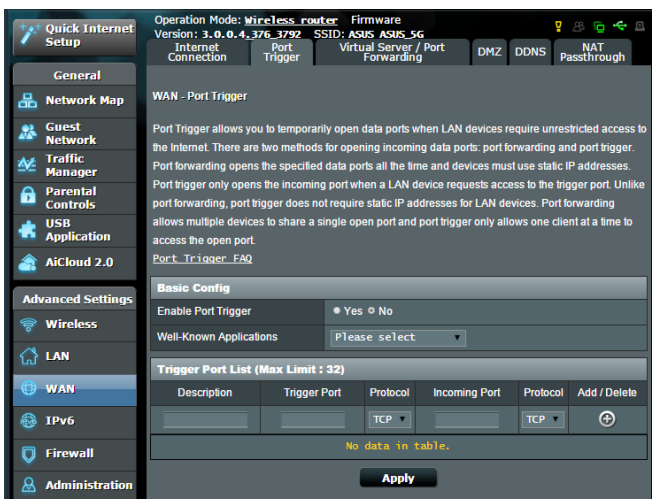 Quick Internet
Setup
General
Network Map
Guest
Network
Traffic
Manager
Parental
Controls
USB
Application
AiCloud 2.0
Advanced Settings
Wireless
LAN
WAN
IPv6
Firewall
Administration
Operation Mode: Wireless router Firmware
Version: 3.0.0.4.376_3792 SSID: ASUS ASUS_5G
Internet
Connection
Port
Trigger
Virtual Server / Port
Forwarding
DMZ
DDNS
NAT
Passthrough
WAN - Port Trigger
Port Trigger allows you to temporarily open data ports when LAN devices require unrestricted access to
the Internet. There are two methods for opening incoming data ports: port forwarding and port trigger.
Port forwarding opens the specified data ports all the time and devices must use static IP addresses.
Port trigger only opens the incoming port when a LAN device requests access to the trigger port. Unlike
port forwarding, port trigger does not require static IP addresses for LAN devices. Port forwarding
allows multiple devices to share a single open port and port trigger only allows one client at a time to
access the open port.
Port Trigger FAQ
Basic Config
Enable Port Trigger Yes No
Well-Known Applications Please select
Trigger Port List (Max Limit : 32)
Description Trigger Port Protocol Incoming Port Protocol Add / Delete
TCP TCP
No data in table.
Apply